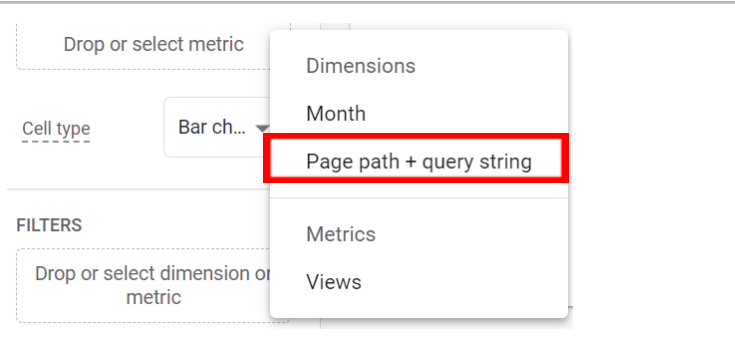 Drop or select metric
Cell type
Bar ch...
FILTERS
Drop or select dimension or
metric
Dimensions
Month
Page path + query string
Metrics
Views